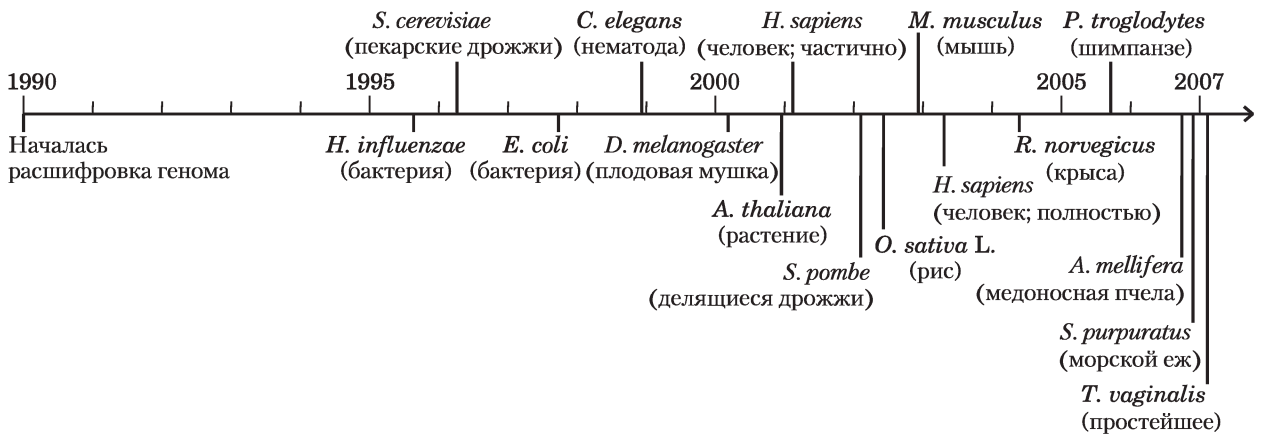 S. cerevisiae
(пекарские дрожжи)
C. elegans
(нематода)
H. sapiens
(человек; частично)
M. musculus
(мышь)
P. troglodytes
(шимпанзе)
1990
1995
2000
2005
2007
Началась
расшифровка генома
H. influenzae
(бактерия)
E. coli
(бактерия)
D. melanogaster
(плодовая мушка)
A. thaliana
(растение)
S. pombe
(делящиеся дрожжи)
O. sativa L.
(рис)
H. sapiens
(человек; полностью)
R. norvegicus
(крыса)
A. mellifera
(медоносная пчела)
S. purpuratus
(морской еж)
T. vaginalis
(простейшее)